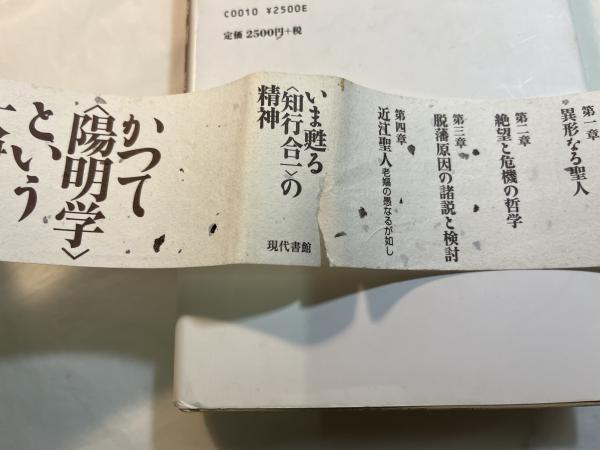 C0010 ¥2500E
定価 2500円+税
第一章
異形なる聖人
第二章
絶望と危機の哲学
第三章
脱藩原因の諸説と検討
第四章
近江聖人 老媼の愚なるが如し
いま甦る
〈知行合一〉の
精神
現代書館
かつて
〈陽明学〉
という